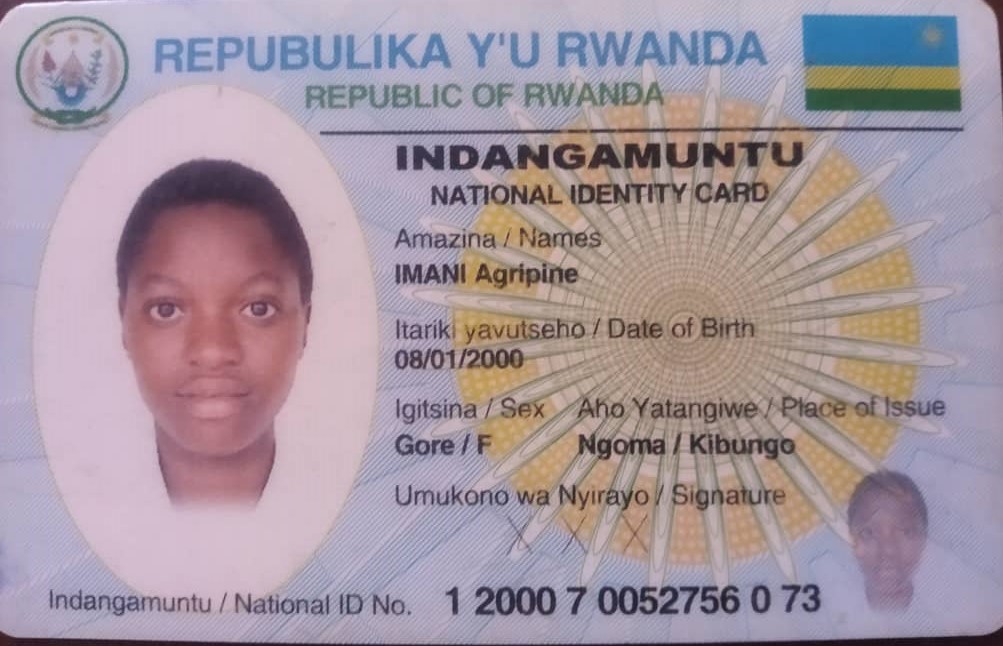 REPUBULIKA Y'U RWANDA
REPUBLIC OF RWANDA
INDANGAMUNTU
NATIONAL IDENTITY CARD
Amazina / Names
IMANI Agripine
Itariki yavutseho / Date of Birth
08/01/2000
Igitsina / Sex Aho Yatangiwe / Place of Issue
Gore / F Ngoma / Kibungo
Umukono wa Nyirayo / Signature
X X X
Indangamuntu / National ID No. 1 2000 7 0052756 0 73